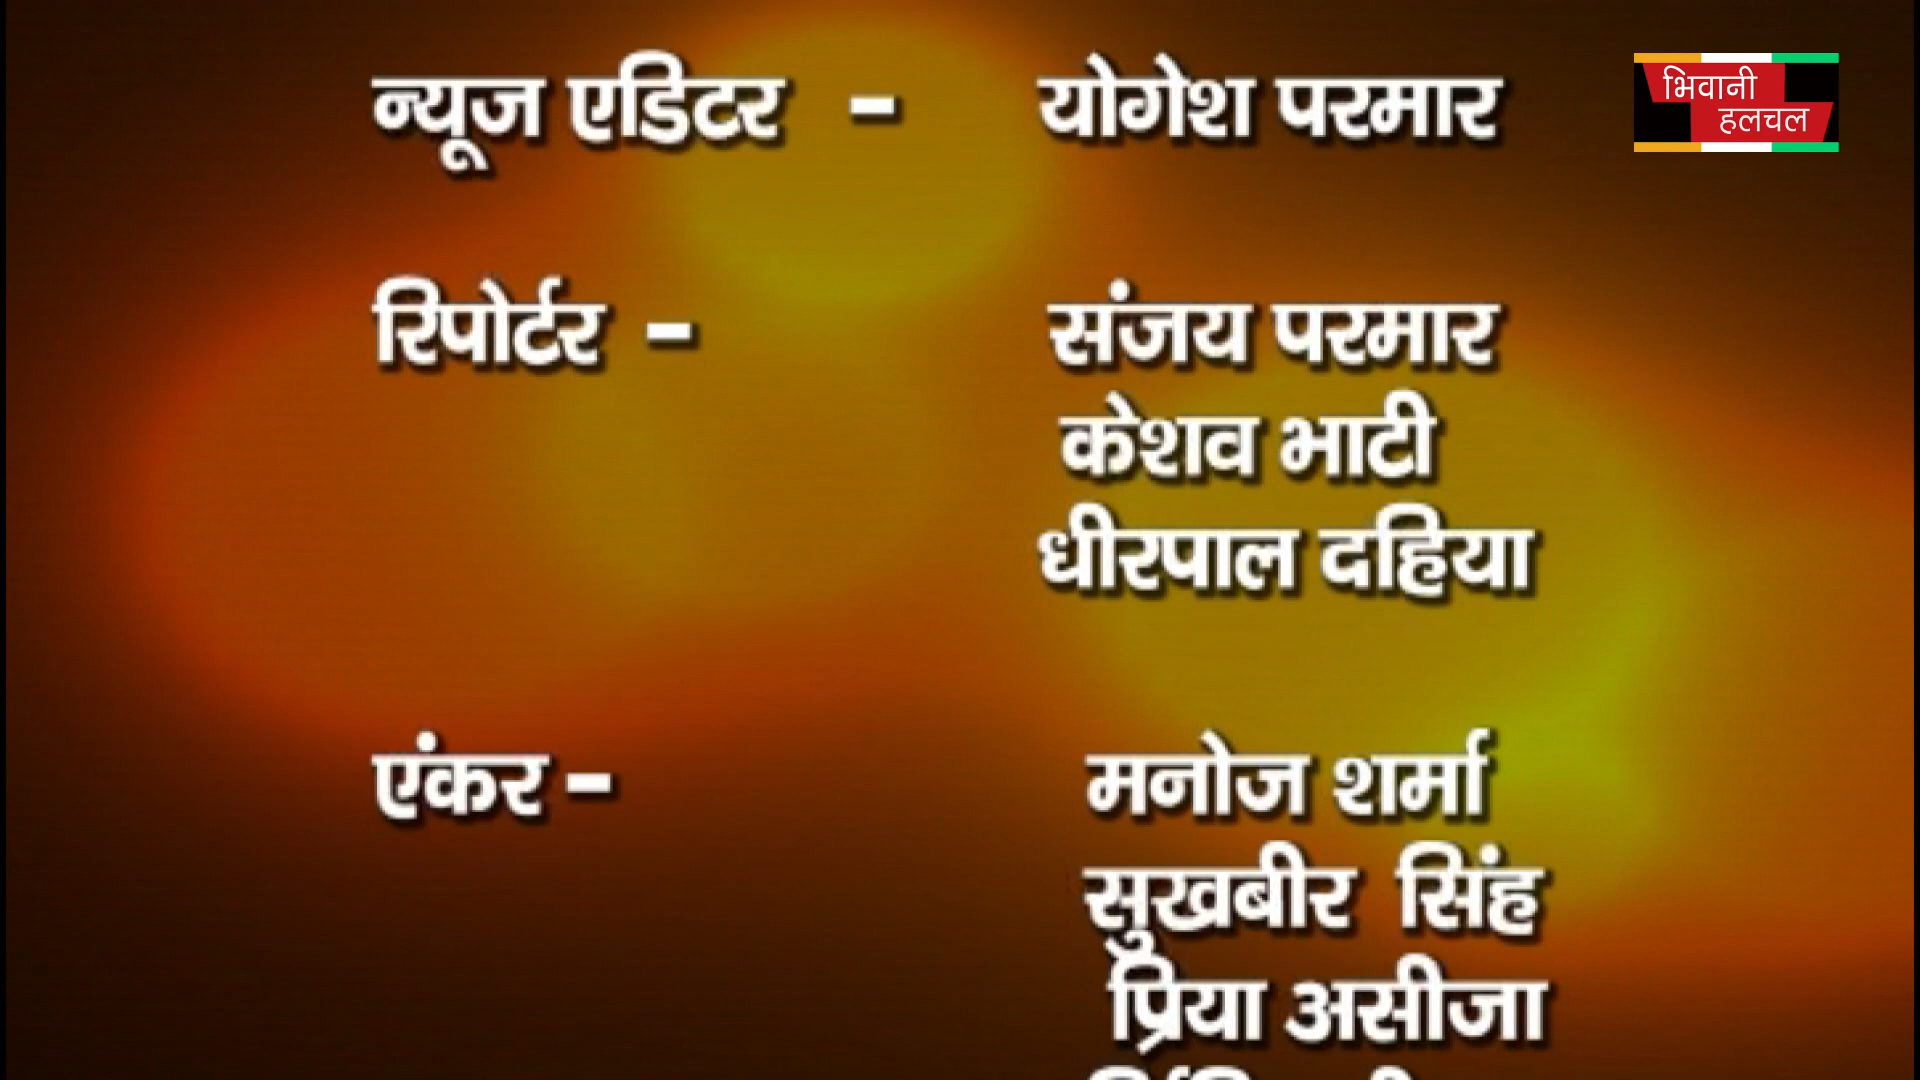 न्यूज एडिटर - योगेश परमार
भिवानी
हलचल
रिपोर्टर - संजय परमार
केशव भाटी
धीरपाल दहिया
एंकर - मनोज शर्मा
सुखबीर सिंह
प्रिया असीजा